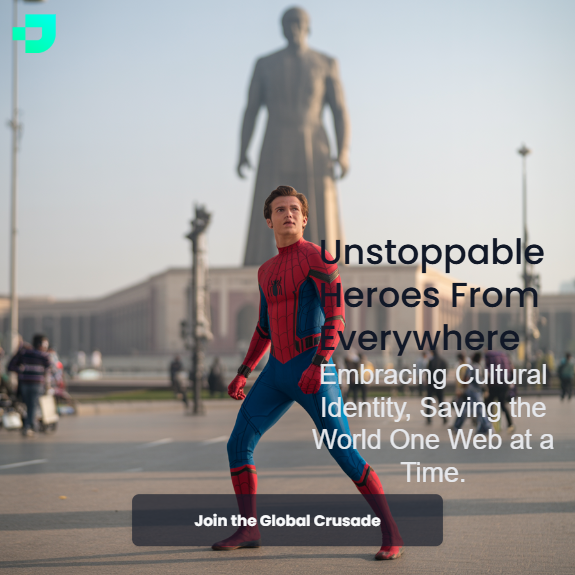 Unstoppable
Heroes From
Everywhere
Embracing Cultural
Identity, Saving the
World One Web at a
Time.
Join the Global Crusade